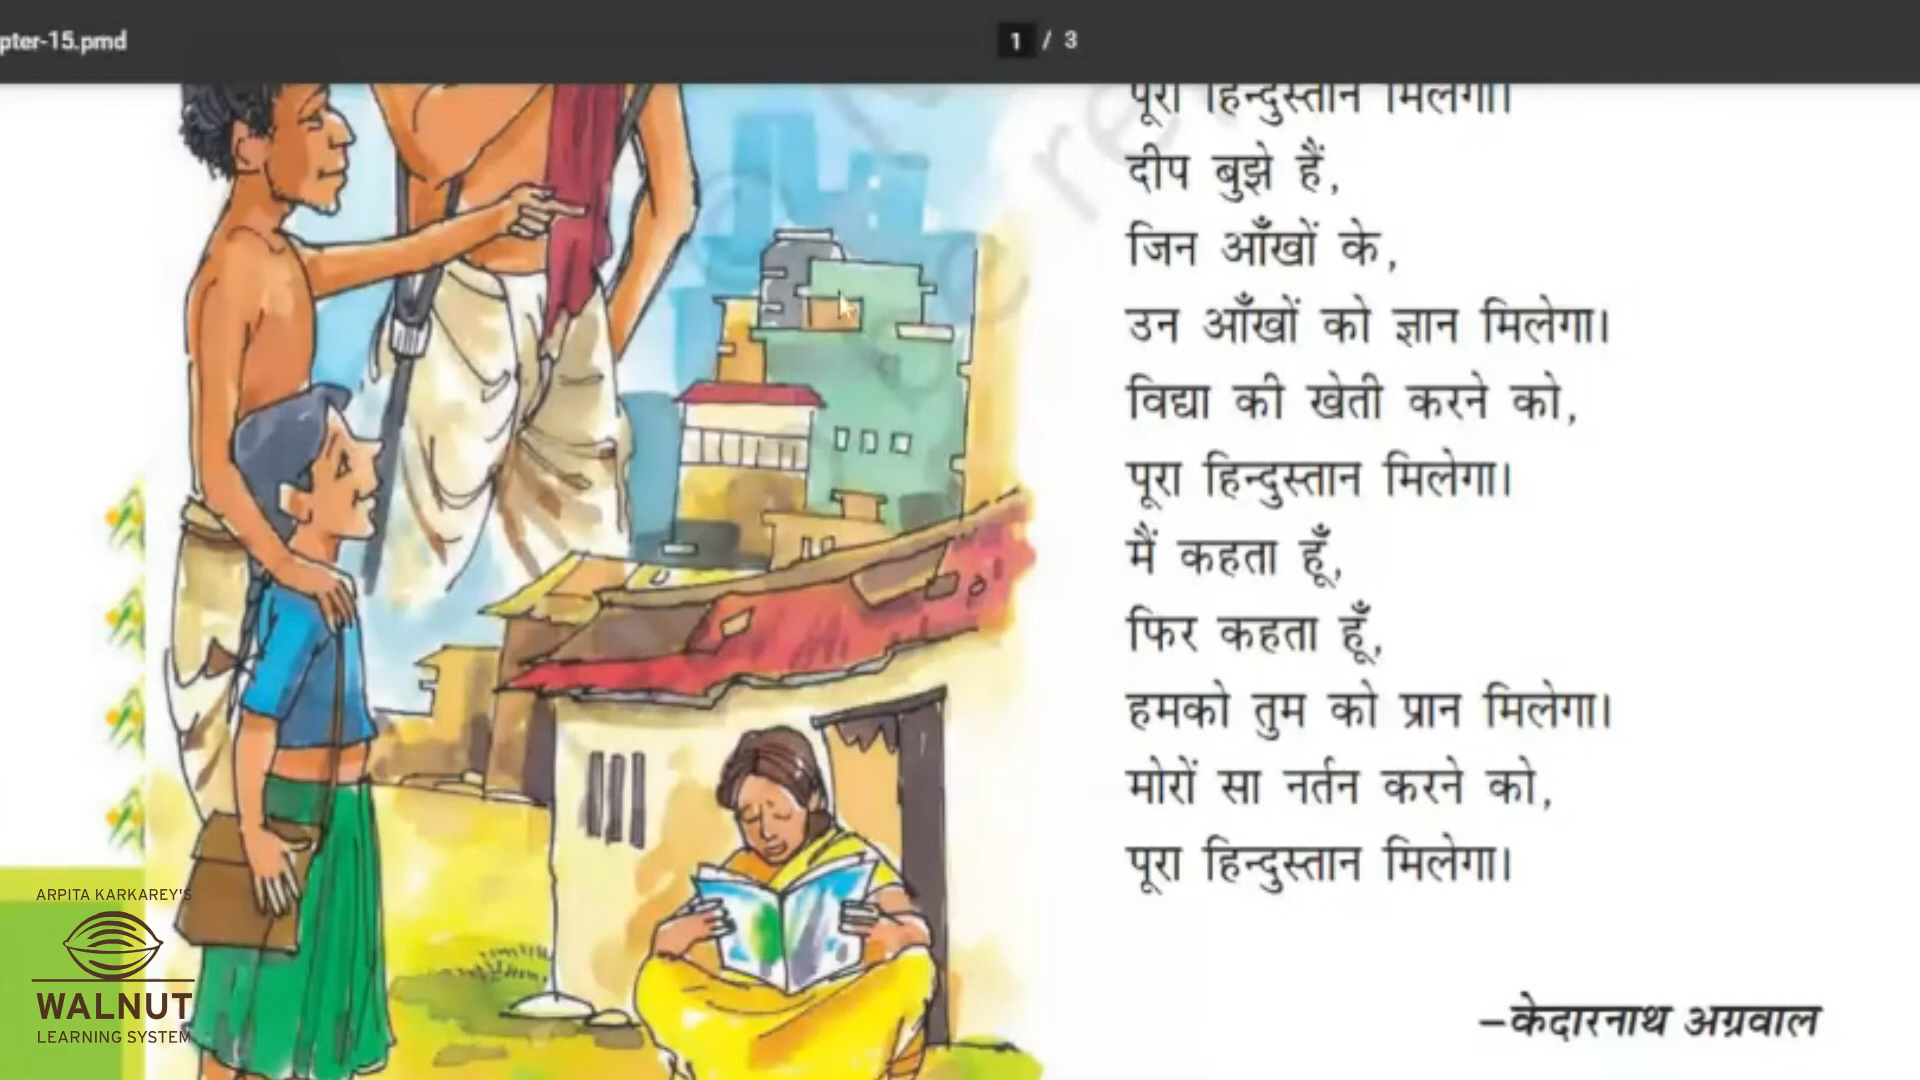 pter-15.pmd
1 / 3
पूरा हिन्दुस्तान मिलेगा।
दीप बुझे हैं,
जिन आँखों के,
उन आँखों को ज्ञान मिलेगा।
विद्या की खेती करने को,
पूरा हिन्दुस्तान मिलेगा।
मैं कहता हूँ,
फिर कहता हूँ,
हमको तुम को प्रान मिलेगा।
मोरों सा नर्तन करने को,
पूरा हिन्दुस्तान मिलेगा।
–केदारनाथ अग्रवाल
ARPITA KARKAREY'S
WALNUT
LEARNING SYSTEM